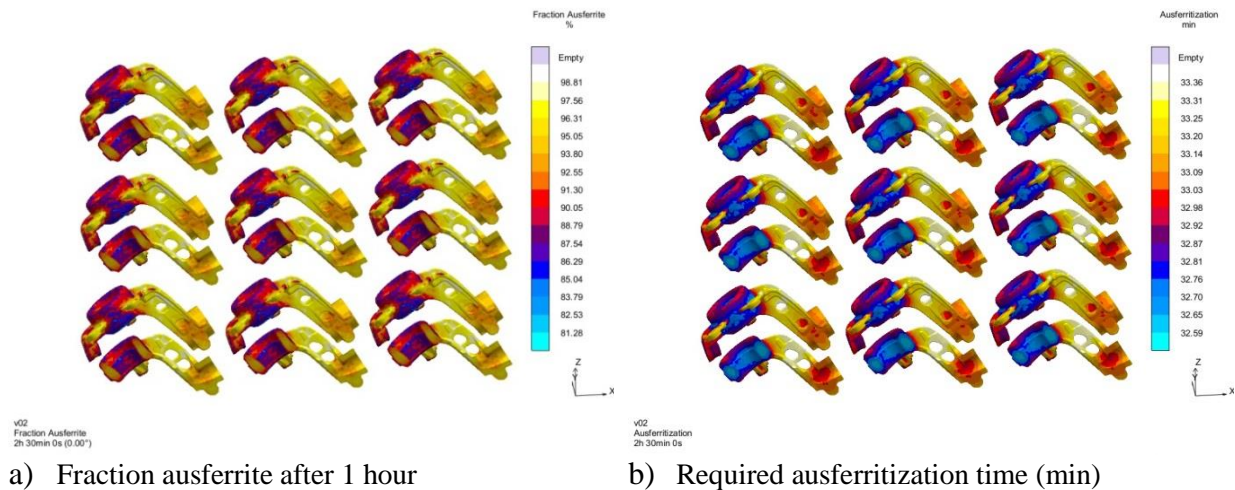 Fraction Ausferrite
%
Empty
98.81
97.56
96.31
95.05
93.80
92.55
91.30
90.05
88.79
87.54
86.29
85.04
83.79
82.53
81.28
Z
Y
X
v02
Fraction Ausferrite
2h 30min 0s (0.00°)
a) Fraction ausferrite after 1 hour
Ausferritization
min
Empty
33.36
33.31
33.25
33.20
33.14
33.09
33.03
32.98
32.92
32.87
32.81
32.76
32.70
32.65
32.59
Z
Y
X
v02
Ausferritization
2h 30min 0s
b) Required ausferritization time (min)